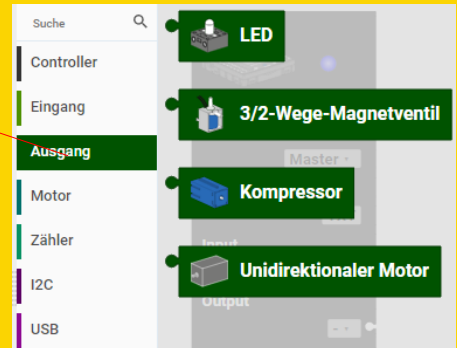 Suche
Controller
Eingang
Ausgang
Motor
Zähler
I2C
USB
LED
3/2-Wege-Magnetventil
Master
Kompressor
Input
Unidirektionaler Motor
Output